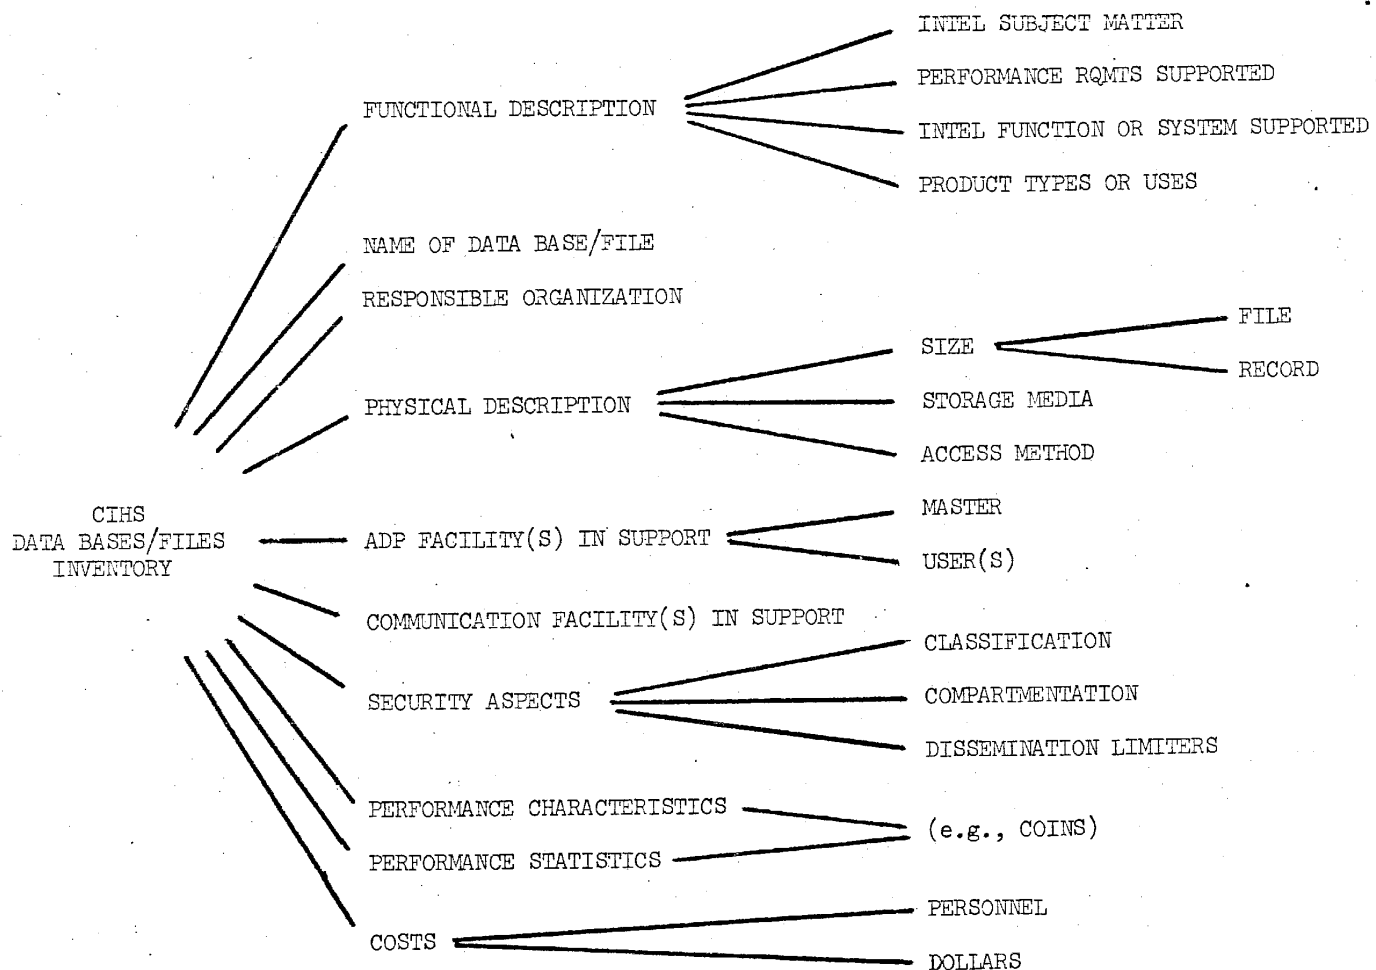 INTEL SUBJECT MATTER
PERFORMANCE RQMTS SUPPORTED
FUNCTIONAL DESCRIPTION
INTEL FUNCTION OR SYSTEM SUPPORTED
PRODUCT TYPES OR USES
NAME OF DATA BASE/FILE
RESPONSIBLE ORGANIZATION
FILE
SIZE
RECORD
PHYSICAL DESCRIPTION
STORAGE MEDIA
ACCESS METHOD
CIHS
DATA BASES/FILES
INVENTORY
MASTER
ADP FACILITY(S) IN SUPPORT
USER(S)
COMMUNICATION FACILITY(S) IN SUPPORT
CLASSIFICATION
SECURITY ASPECTS
COMPARTMENTATION
DISSEMINATION LIMITERS
PERFORMANCE CHARACTERISTICS
(e.g., COINS)
PERFORMANCE STATISTICS
PERSONNEL
COSTS
DOLLARS